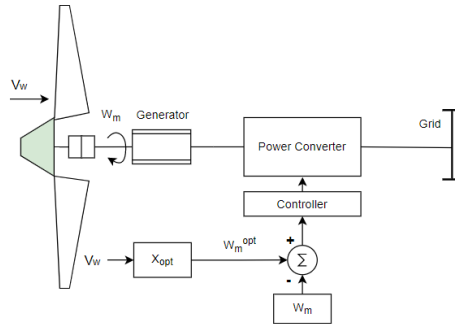 Vw
Wm
Generator
Grid
Power Converter
Controller
Vw
Xopt
Wm^opt
+
Σ
-
Wm